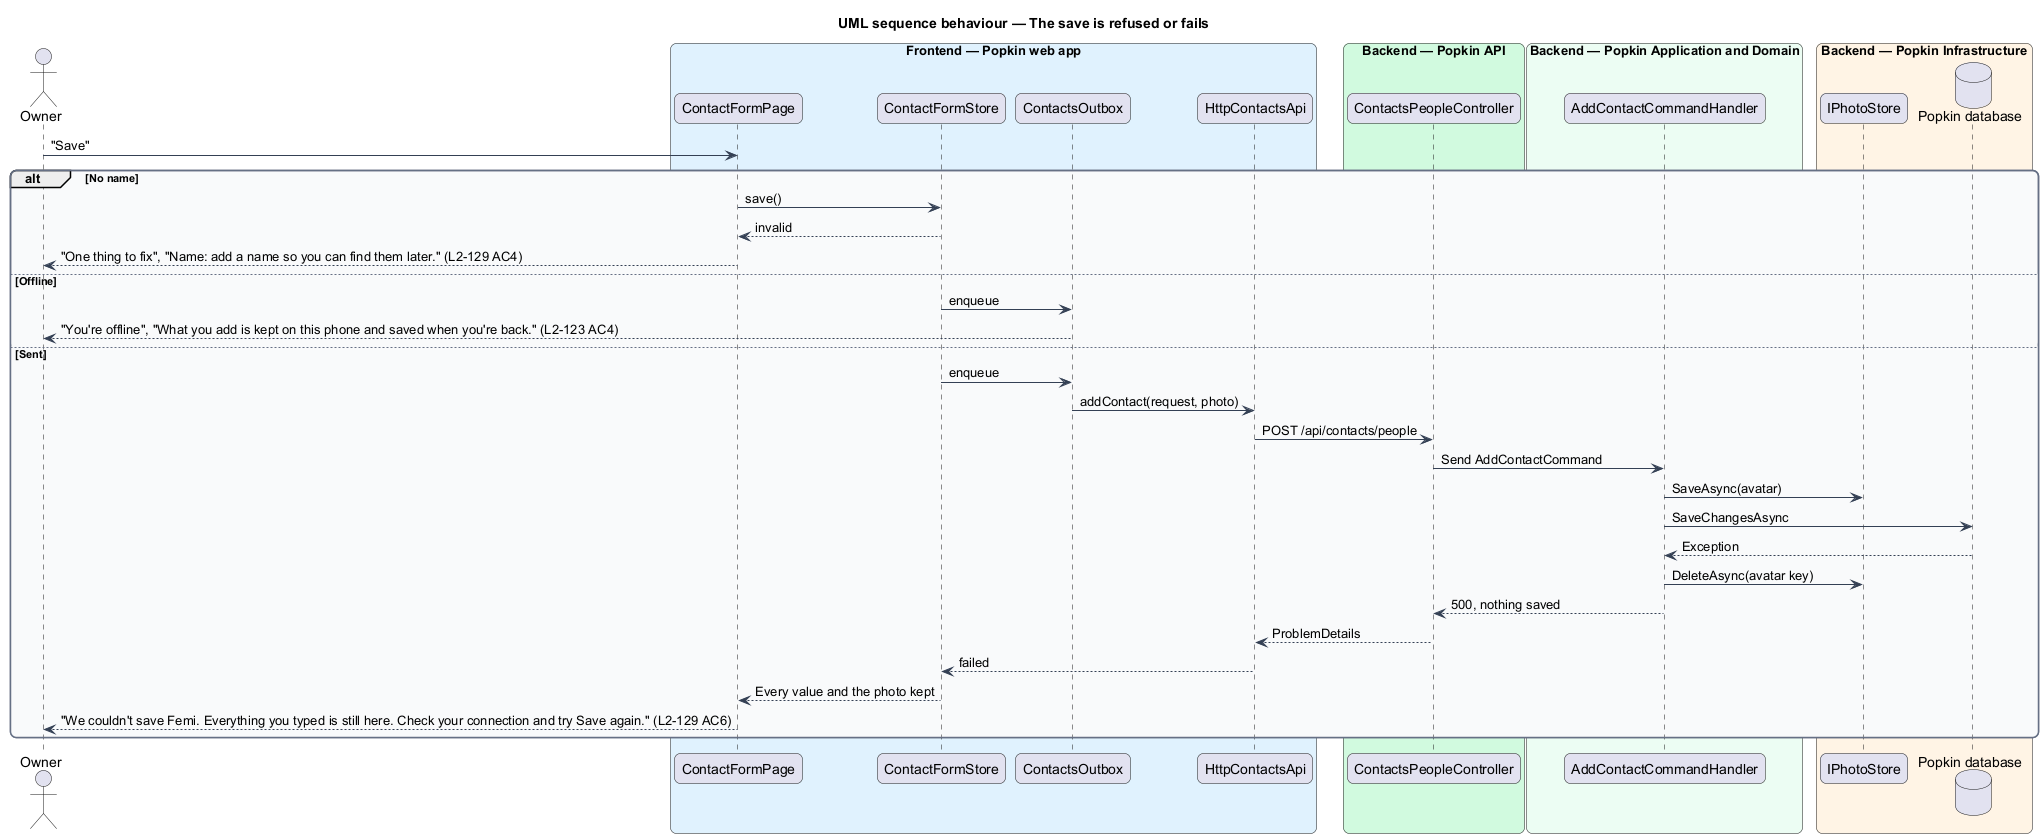 UML sequence behaviour — The save is refused or fails
Frontend — Popkin web app
Backend — Popkin API
Backend — Popkin Application and Domain
Backend — Popkin Infrastructure
Owner
ContactFormPage
ContactFormStore
ContactsOutbox
HttpContactsApi
ContactsPeopleController
AddContactCommandHandler
IPhotoStore
Popkin database
"Save"
alt
[No name]
save()
invalid
"One thing to fix", "Name: add a name so you can find them later." (L2-129 AC4)
[Offline]
enqueue
"You're offline", "What you add is kept on this phone and saved when you're back." (L2-123 AC4)
[Sent]
enqueue
addContact(request, photo)
POST /api/contacts/people
Send AddContactCommand
SaveAsync(avatar)
SaveChangesAsync
Exception
DeleteAsync(avatar key)
500, nothing saved
ProblemDetails
failed
Every value and the photo kept
"We couldn't save Femi. Everything you typed is still here. Check your connection and try Save again." (L2-129 AC6)
Owner
ContactFormPage
ContactFormStore
ContactsOutbox
HttpContactsApi
ContactsPeopleController
AddContactCommandHandler
IPhotoStore
Popkin database